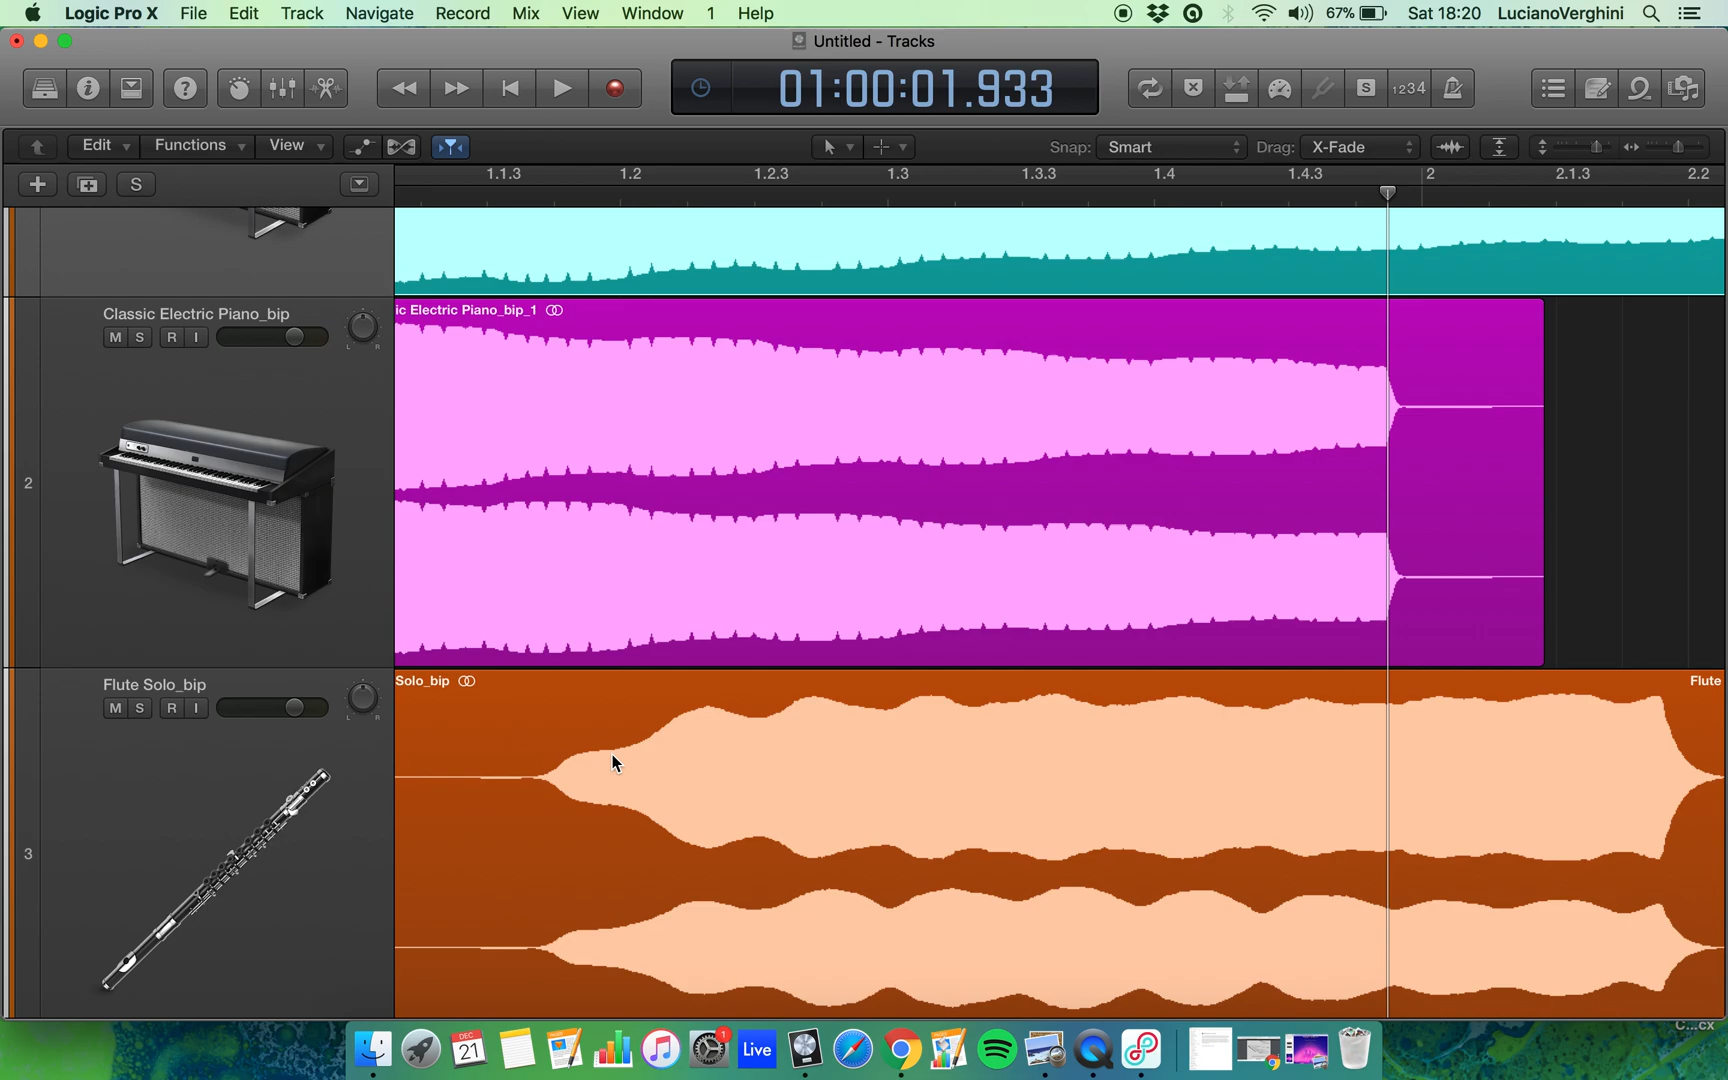 Logic Pro X File Edit Track Navigate Record Mix View Window 1 Help 67% Sat 18:20 LucianoVerghini
Untitled - Tracks
01:00:01.933
S 1234
Edit Functions View Snap: Smart Drag: X-Fade
S 1.1.3 1.2 1.2.3 1.3 1.3.3 1.4 1.4.3 2 2.1.3 2.2
Classic Electric Piano_bip
M S R I L R
ic Electric Piano_bip_1
2
Flute Solo_bip
M S R I L R
Solo_bip
Flute
3
C...cx
DEC
21
1
Live